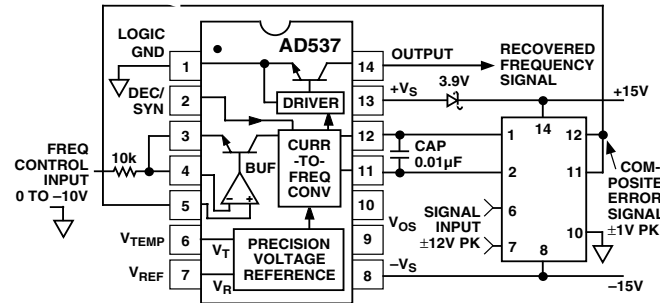 LOGIC
GND
AD537
1
14
OUTPUT
RECOVERED
FREQUENCY
SIGNAL
DEC/
SYN
2
DRIVER
13
+VS
3.9V
+15V
FREQ
CONTROL
INPUT
0 TO –10V
10k
3
4
5
BUF
– +
CURR
-TO-
FREQ
CONV
12
11
CAP
0.01µF
1
2
14
12
11
COM-
POSITE
ERROR
SIGNAL
±1V PK
10
9
VOS
SIGNAL
INPUT
±12V PK
6
7
10
8
VTEMP
6
VT
VREF
7
VR
PRECISION
VOLTAGE
REFERENCE
8
–VS
–15V